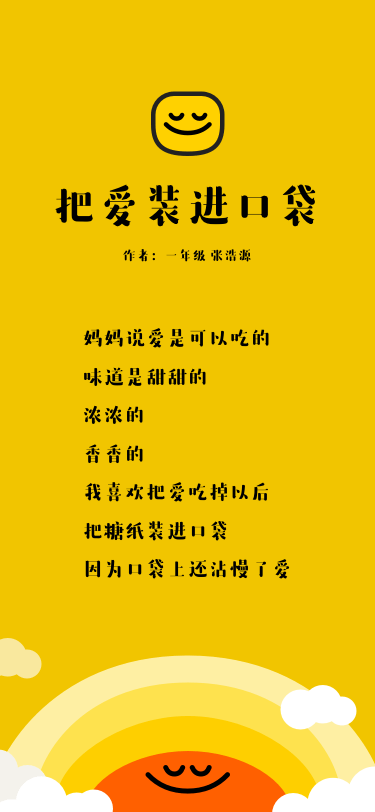 把爱装进口袋
作者：一年级 张浩源
妈妈说爱是可以吃的
味道是甜甜的
浓浓的
香香的
我喜欢把爱吃掉以后
把糖纸装进口袋
因为口袋上还沾慢了爱